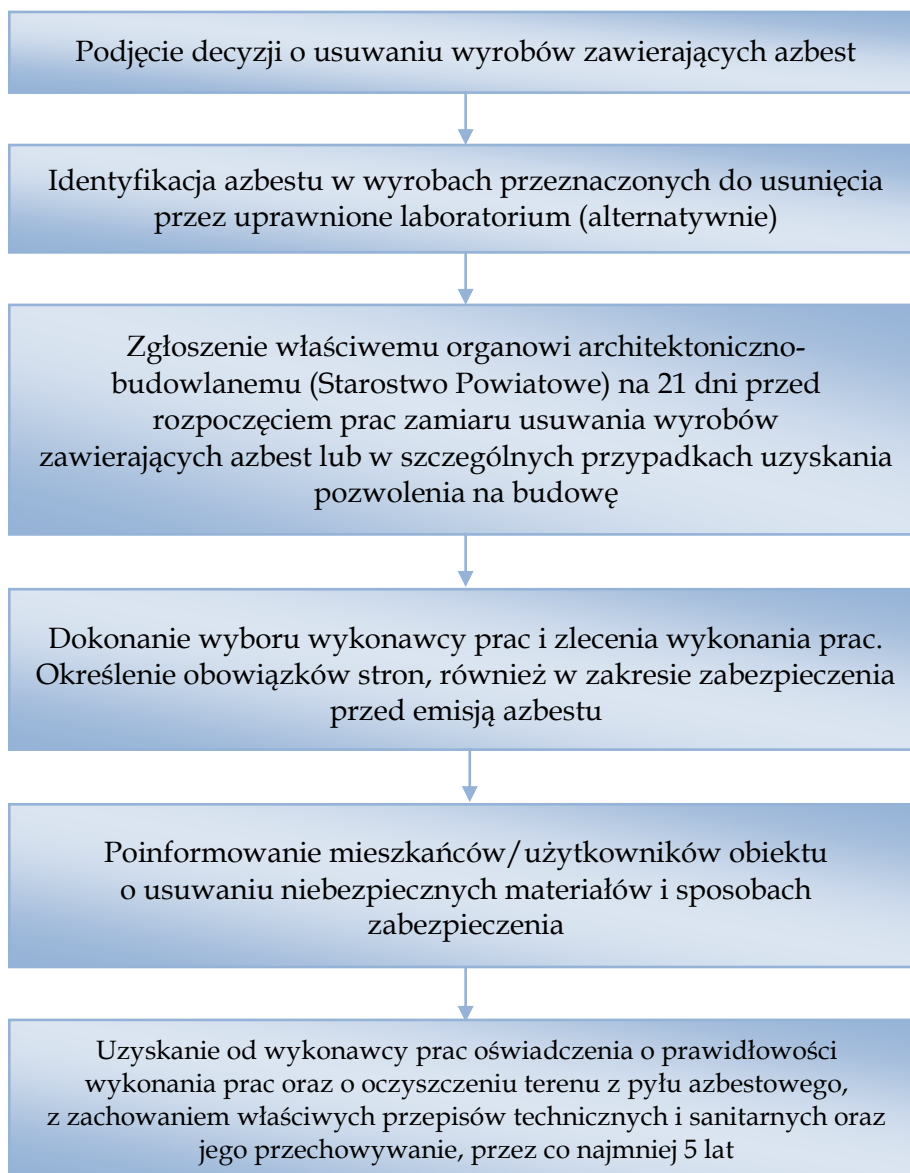 Podjęcie decyzji o usuwaniu wyrobów zawierających azbest
Identyfikacja azbestu w wyrobach przeznaczonych do usunięcia
przez uprawnione laboratorium (alternatywnie)
Zgłoszenie właściwemu organowi architektoniczno-
budowlanemu (Starostwo Powiatowe) na 21 dni przed
rozpoczęciem prac zamiaru usuwania wyrobów
zawierających azbest lub w szczególnych przypadkach uzyskania
pozwolenia na budowę
Dokonanie wyboru wykonawcy prac i zlecenia wykonania prac.
Określenie obowiązków stron, również w zakresie zabezpieczenia
przed emisją azbestu
Poinformowanie mieszkańców/użytkowników obiektu
o usuwaniu niebezpiecznych materiałów i sposobach
zabezpieczenia
Uzyskanie od wykonawcy prac oświadczenia o prawidłowości
wykonania prac oraz o oczyszczeniu terenu z pyłu azbestowego,
z zachowaniem właściwych przepisów technicznych i sanitarnych oraz
jego przechowywanie, przez co najmniej 5 lat